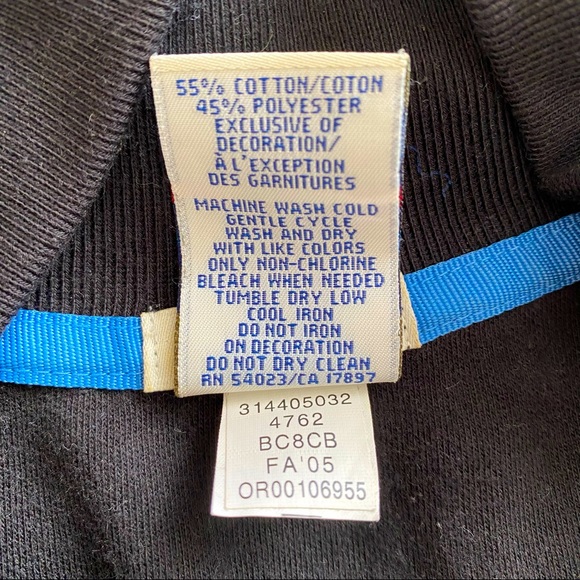 55% COTTON/COTON
45% POLYESTER
EXCLUSIVE OF
DECORATION/
À L'EXCEPTION
DES GARNITURES
MACHINE WASH COLD
GENTLE CYCLE
WASH AND DRY
WITH LIKE COLORS
ONLY NON-CHLORINE
BLEACH WHEN NEEDED
TUMBLE DRY LOW
COOL IRON
DO NOT IRON
ON DECORATION
DO NOT DRY CLEAN
RN 54023/CA 17897
314405032
4762
BC8CB
FA'05
OR00106955